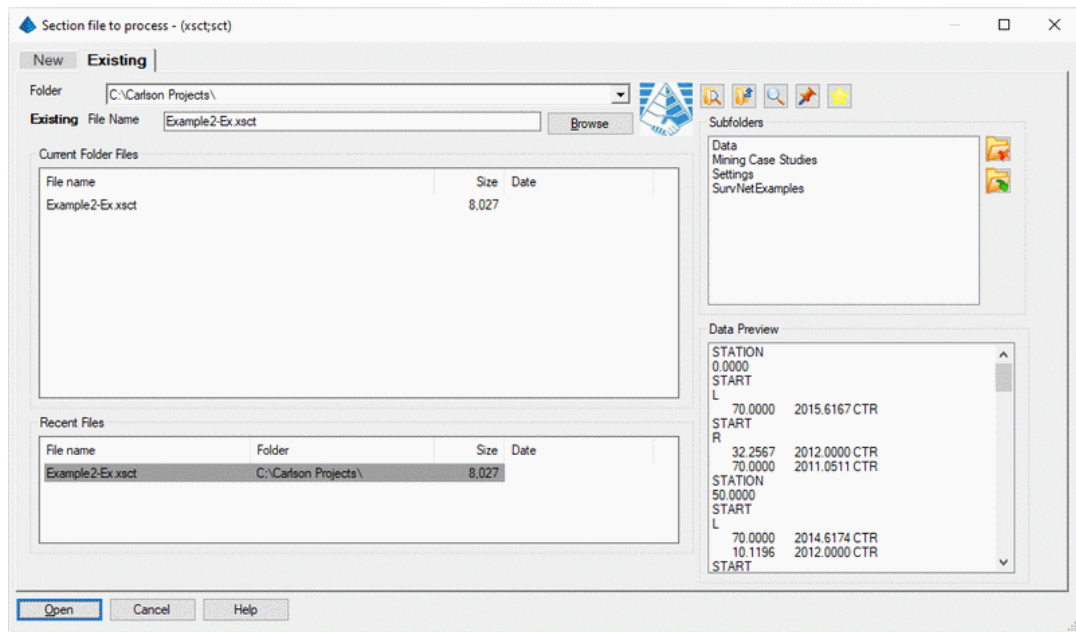 Section file to process - (xsct;sct)
New Existing
Folder C:\Carlson Projects\
Existing File Name Example2-Ex.xsct Browse
Current Folder Files
File name Size Date
Example2-Ex.xsct 8,027
Recent Files
File name Folder Size Date
Example2-Ex.xsct C:\Carlson Projects\ 8,027
Subfolders
Data
Mining Case Studies
Settings
SurvNetExamples
Data Preview
STATION
0.0000
START
L
70.0000 2015.6167 CTR
START
R
32.2567 2012.0000 CTR
70.0000 2011.0511 CTR
STATION
50.0000
START
L
70.0000 2014.6174 CTR
10.1196 2012.0000 CTR
START
Open Cancel Help